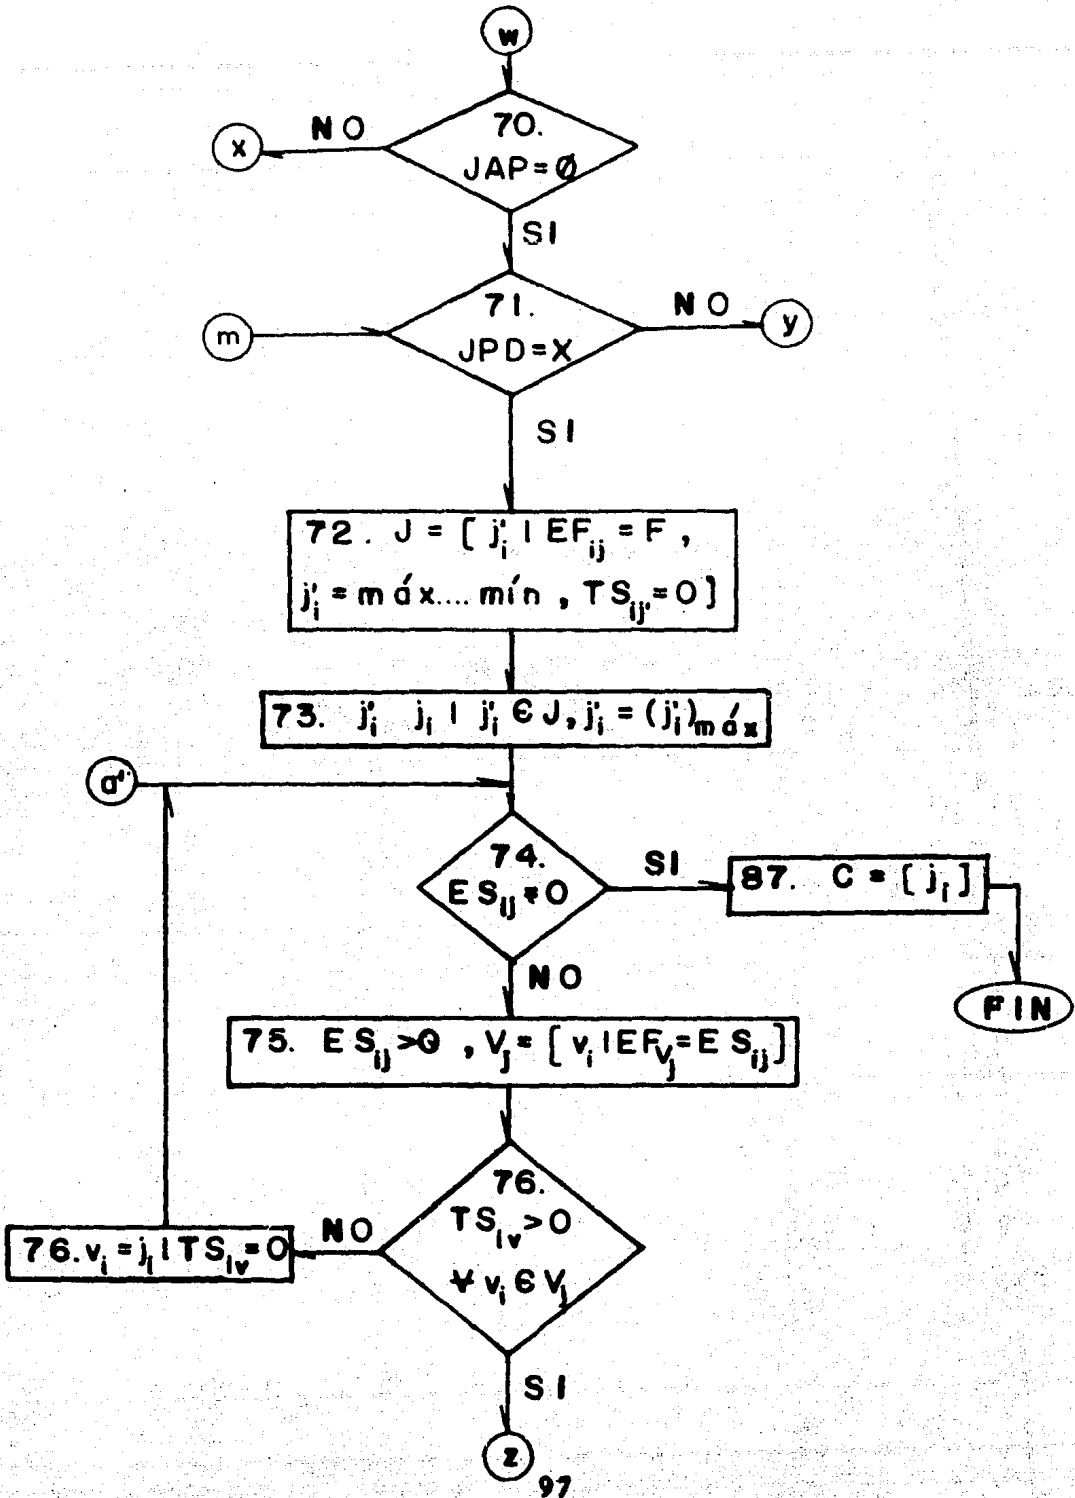 w
70.
JAP=Ø
NO
x
SI
71.
JPD=X
NO
y
m
SI
72. J = [ j'i | EFij = F ,
j'i = máx.... mín , TSij' = 0 ]
73. j'i ji | j'i ∈ J, j'i = (j'i)máx
a'
74.
SI
87. C = [ ji ]
NO
FIN
75. ESij >0 , Vj = [ vi | EFVj = ESij ]
76.
TSiv > 0
∀ vi ∈ Vj
NO
76. vi = ji | TSiv = 0
SI
z
97